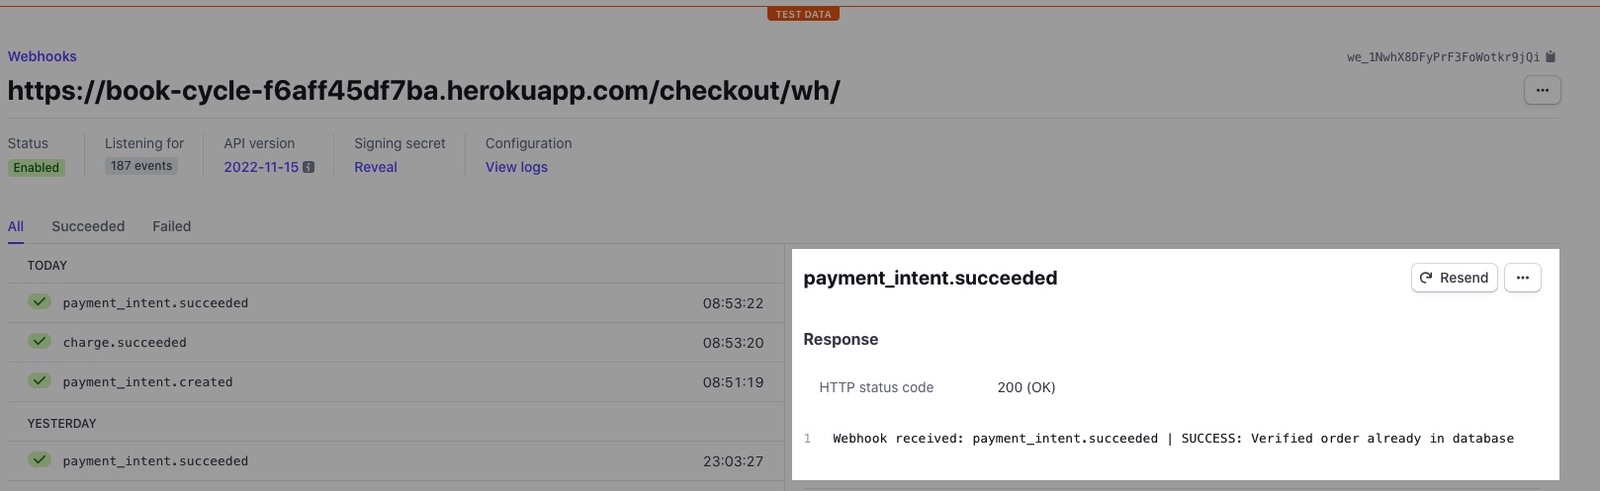 TEST DATA
Webhooks
we_1NwhX8DFyPrF3FoWotkr9jQi
https://book-cycle-f6aff45df7ba.herokuapp.com/checkout/wh/
Status
Listening for
API version
Signing secret
Configuration
Enabled
187 events
2022-11-15
Reveal
View logs
All
Succeeded
Failed
TODAY
payment_intent.succeeded 08:53:22
charge.succeeded 08:53:20
payment_intent.created 08:51:19
YESTERDAY
payment_intent.succeeded 23:03:27
payment_intent.succeeded
Resend
Response
HTTP status code 200 (OK)
1 Webhook received: payment_intent.succeeded | SUCCESS: Verified order already in database